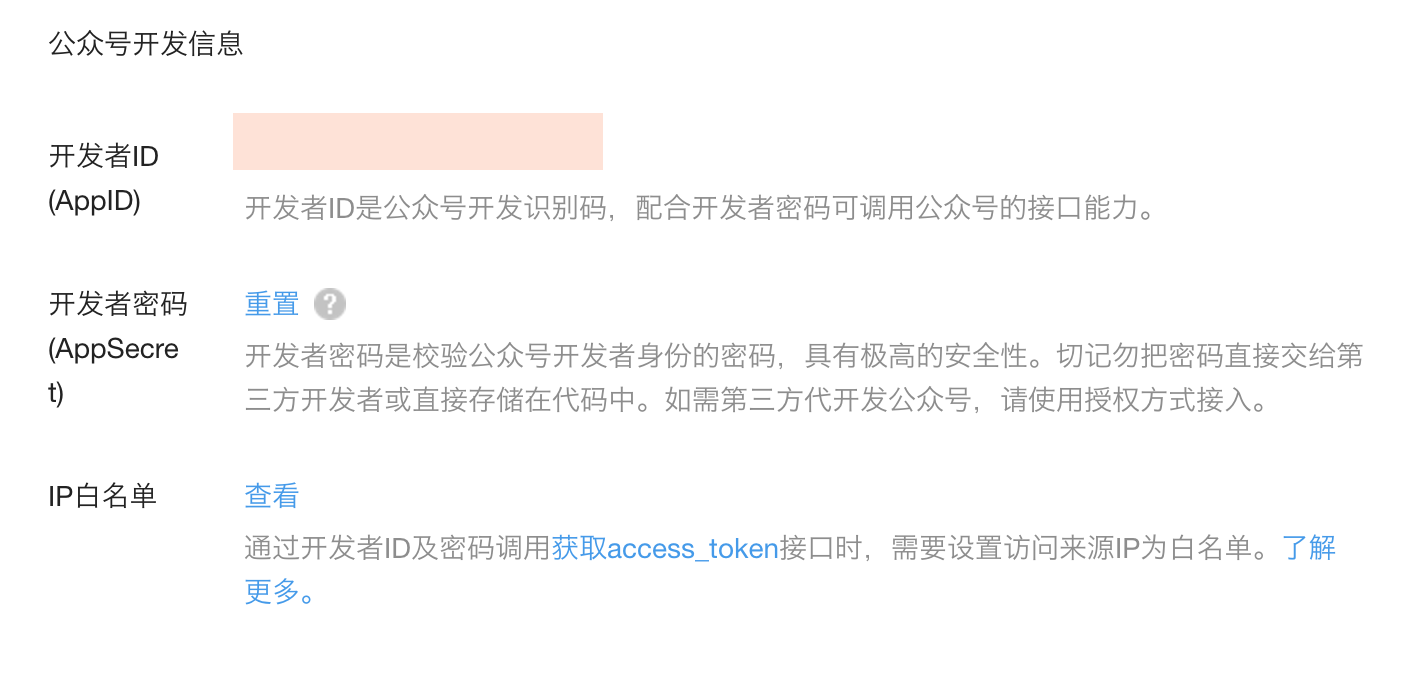 公众号开发信息
开发者ID
(AppID)
开发者ID是公众号开发识别码，配合开发者密码可调用公众号的接口能力。
开发者密码
(AppSecre
t)
重置 ?
开发者密码是校验公众号开发者身份的密码，具有极高的安全性。切记勿把密码直接交给第
三方开发者或直接存储在代码中。如需第三方代开发公众号，请使用授权方式接入。
IP白名单
查看
通过开发者ID及密码调用获取access_token接口时，需要设置访问来源IP为白名单。了解
更多。